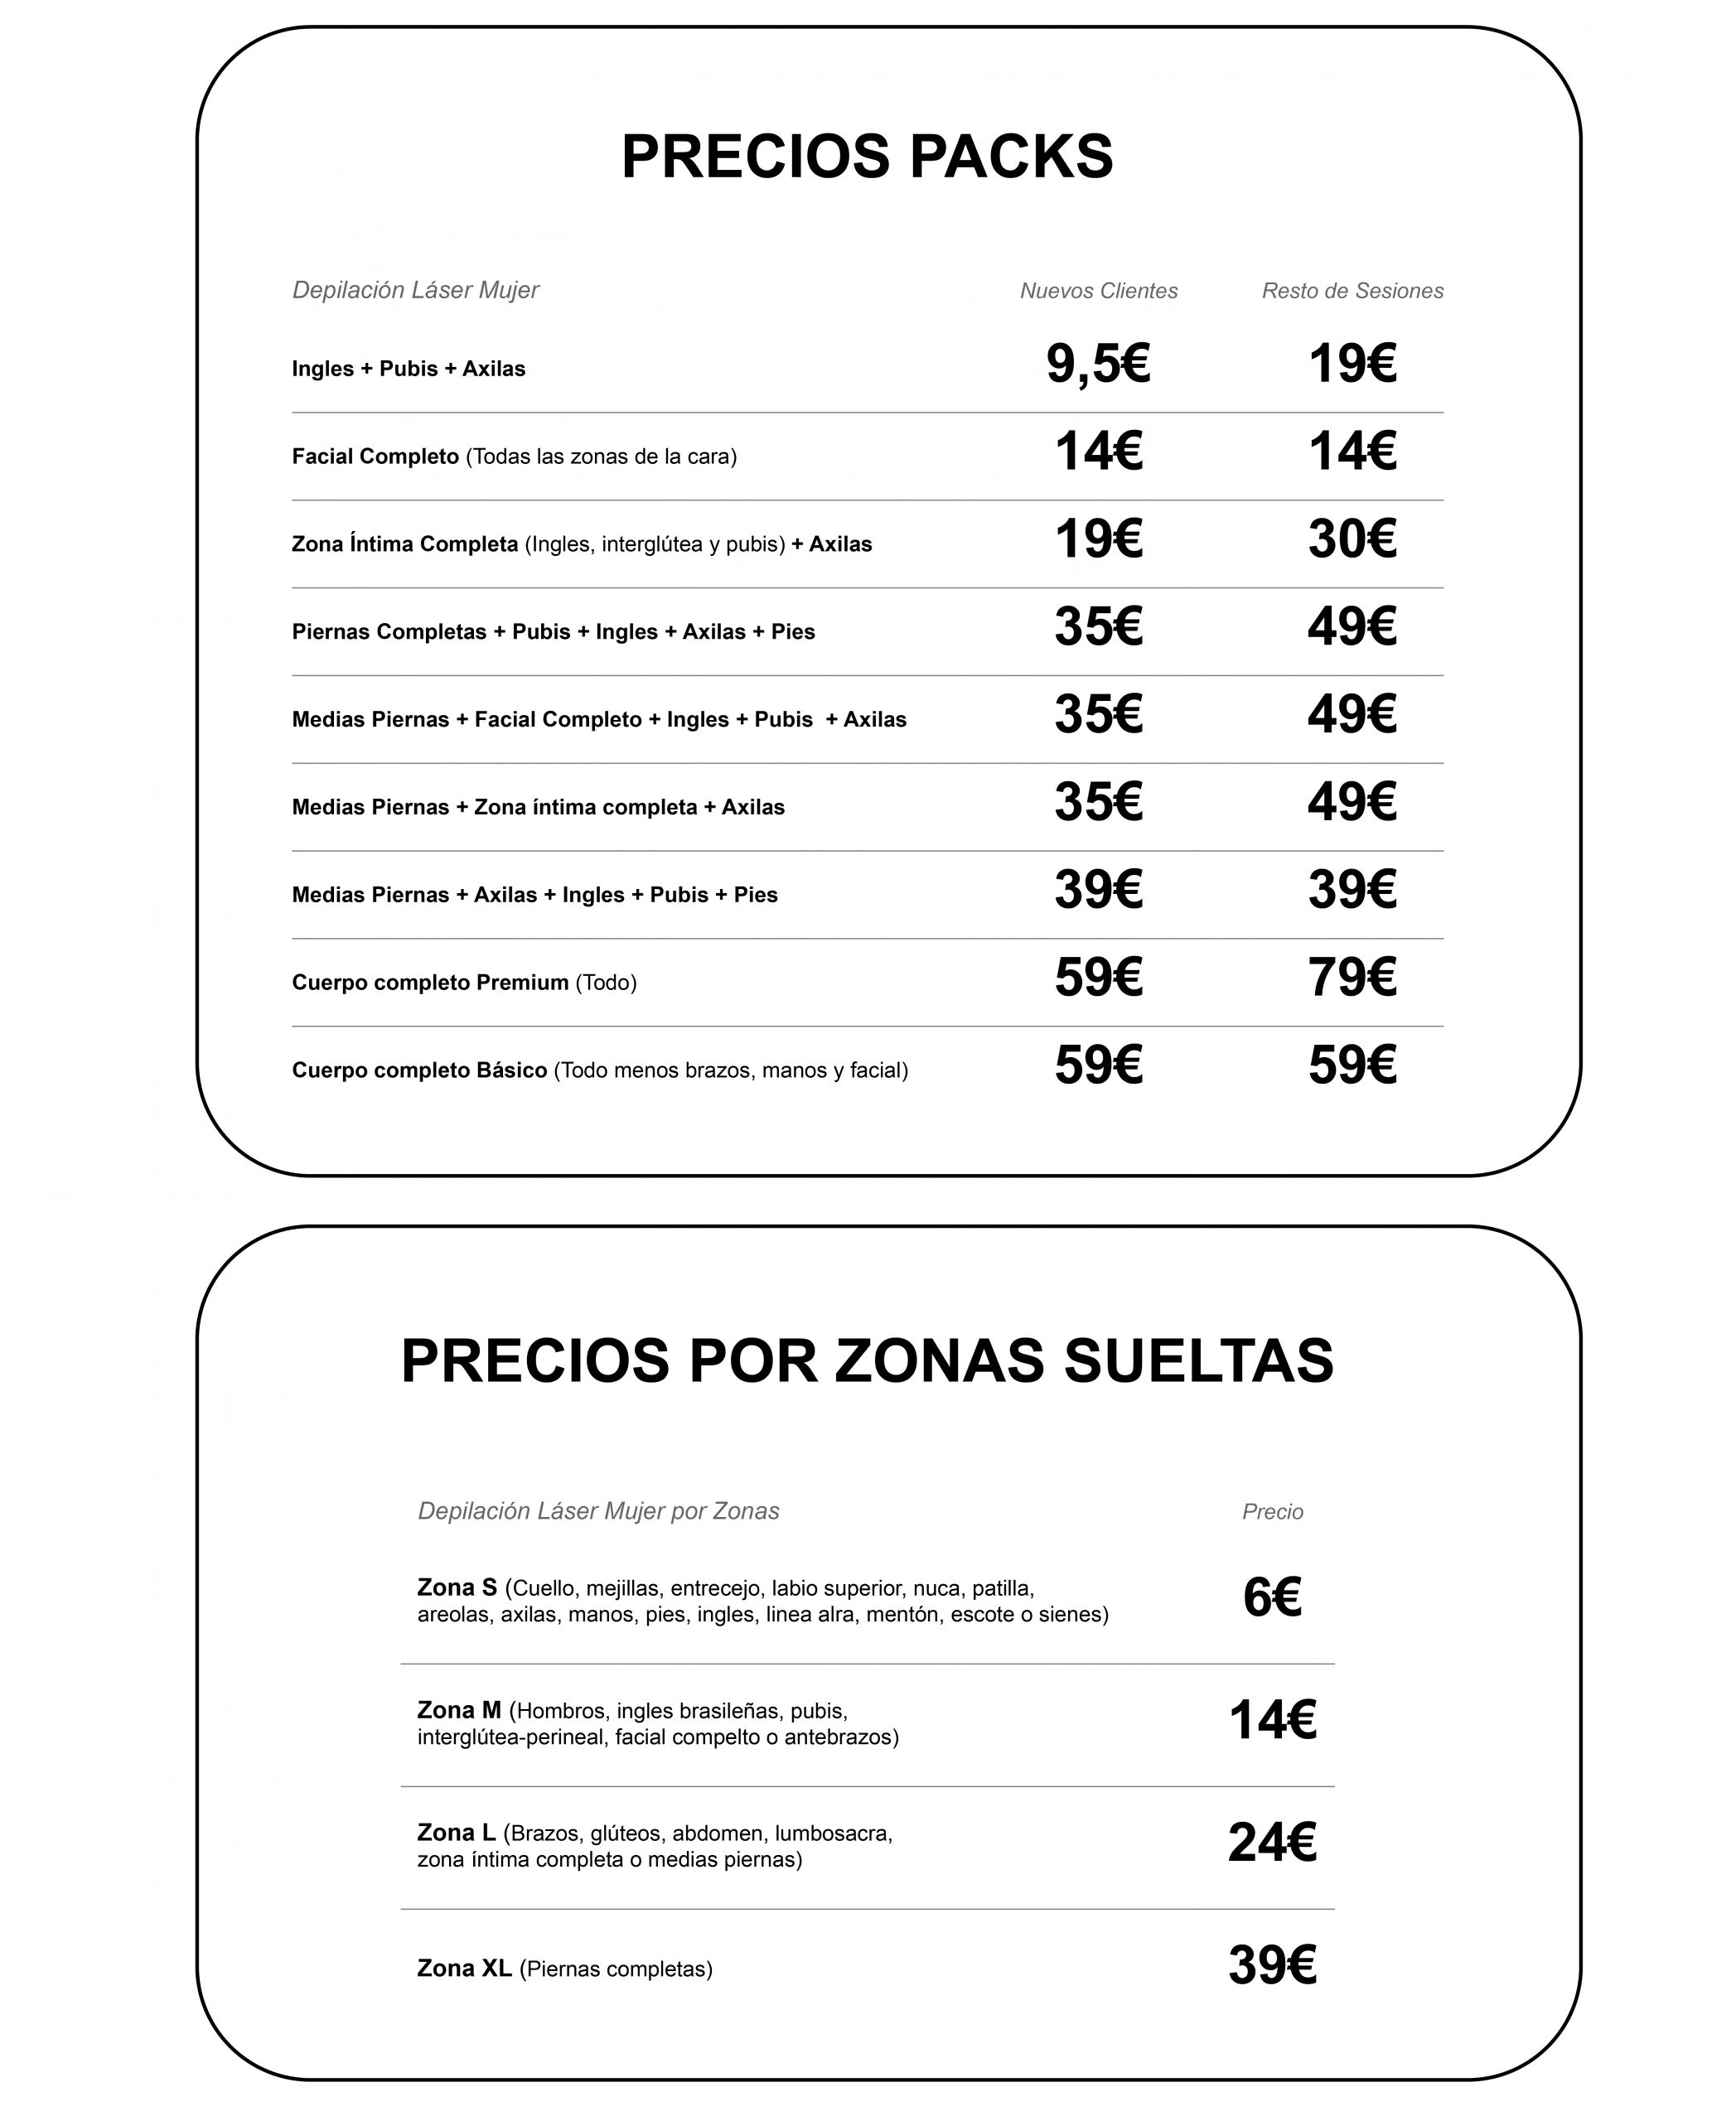 PRECIOS PACKS
Depilación Láser Mujer Nuevos Clientes Resto de Sesiones
Ingles + Pubis + Axilas 9,5€ 19€
Facial Completo (Todas las zonas de la cara) 14€ 14€
Zona Íntima Completa (Ingles, interglútea y pubis) + Axilas 19€ 30€
Piernas Completas + Pubis + Ingles + Axilas + Pies 35€ 49€
Medias Piernas + Facial Completo + Ingles + Pubis + Axilas 35€ 49€
Medias Piernas + Zona íntima completa + Axilas 35€ 49€
Medias Piernas + Axilas + Ingles + Pubis + Pies 39€ 39€
Cuerpo completo Premium (Todo) 59€ 79€
Cuerpo completo Básico (Todo menos brazos, manos y facial) 59€ 59€
PRECIOS POR ZONAS SUELTAS
Depilación Láser Mujer por Zonas Precio
Zona S (Cuello, mejillas, entrecejo, labio superior, nuca, patilla,
areolas, axilas, manos, pies, ingles, linea alra, mentón, escote o sienes) 6€
Zona M (Hombros, ingles brasileñas, pubis,
interglútea-perineal, facial compelto o antebrazos) 14€
Zona L (Brazos, glúteos, abdomen, lumbosacra,
zona íntima completa o medias piernas) 24€
Zona XL (Piernas completas) 39€